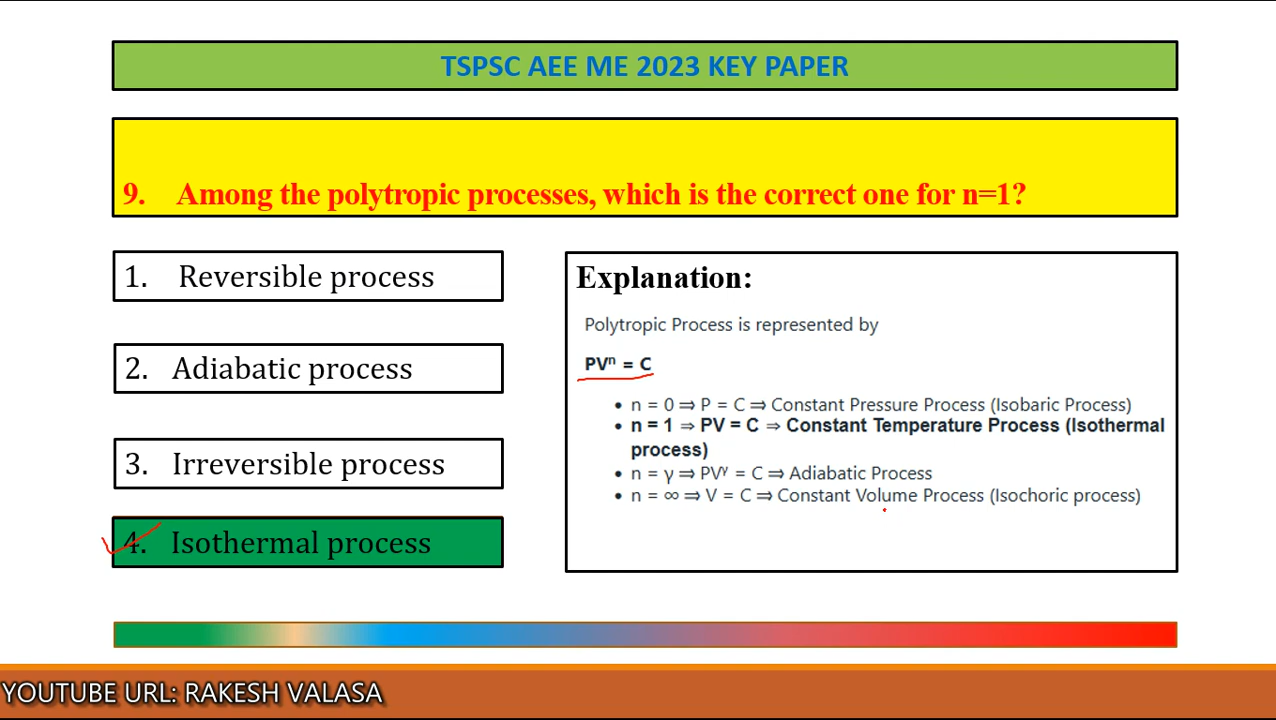 TSPSC AEE ME 2023 KEY PAPER
9. Among the polytropic processes, which is the correct one for n=1?
1. Reversible process
2. Adiabatic process
3. Irreversible process
4. Isothermal process
Explanation:
Polytropic Process is represented by
PVⁿ = C
• n = 0 ⇒ P = C ⇒ Constant Pressure Process (Isobaric Process)
• n = 1 ⇒ PV = C ⇒ Constant Temperature Process (Isothermal
process)
• n = γ ⇒ PVᵞ = C ⇒ Adiabatic Process
• n = ∞ ⇒ V = C ⇒ Constant Volume Process (Isochoric process)
YOUTUBE URL: RAKESH VALASA